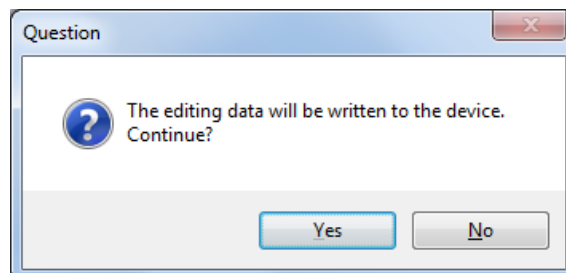 Question
The editing data will be written to the device.
Continue?
Yes
No